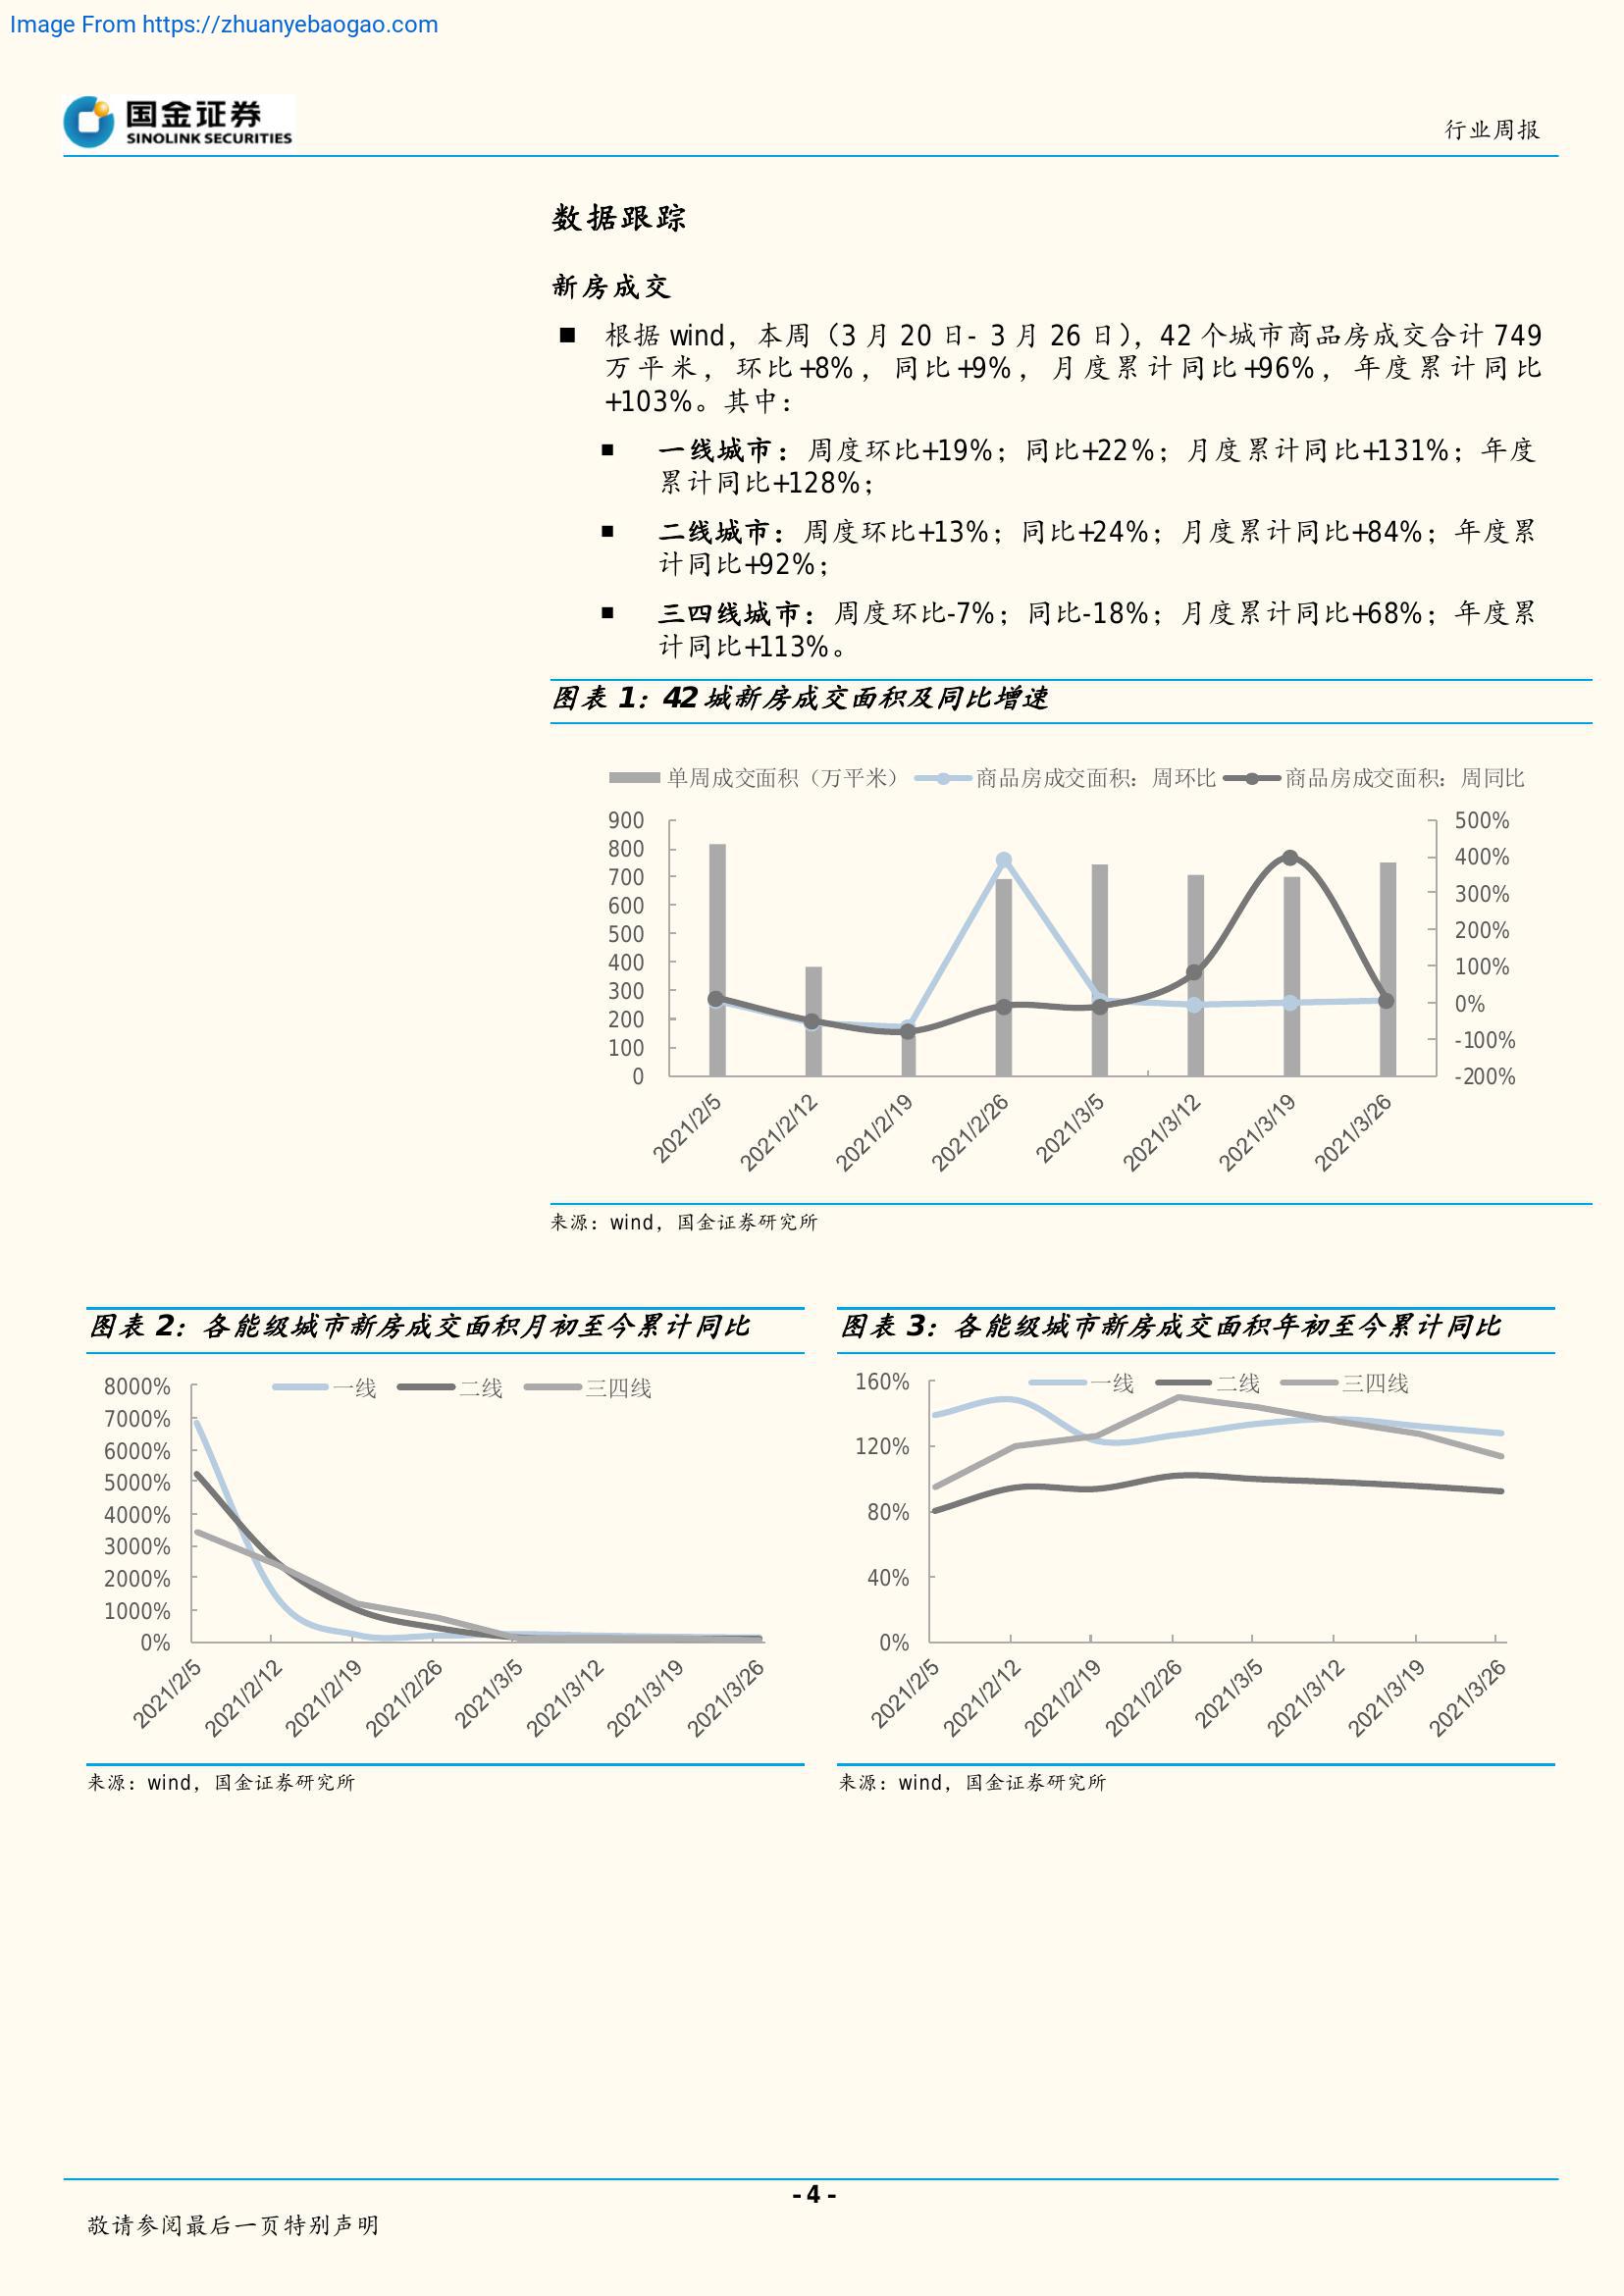 Image From https://zhuanyebaogao.com
国金证券
SINOLINK SECURITIES
行业周报
数据跟踪
新房成交
■ 根据 wind，本周（3 月 20 日- 3 月 26 日），42 个城市商品房成交合计 749
万平米，环比+8%，同比+9%，月度累计同比+96%，年度累计同比
+103%。其中：
■ 一线城市：周度环比+19%；同比+22%；月度累计同比+131%；年度
累计同比+128%；
■ 二线城市：周度环比+13%；同比+24%；月度累计同比+84%；年度累
计同比+92%；
■ 三四线城市：周度环比-7%；同比-18%；月度累计同比+68%；年度累
计同比+113%。
图表 1：42 城新房成交面积及同比增速
单周成交面积（万平米） 商品房成交面积：周环比 商品房成交面积：周同比
900 500%
800 400%
700 300%
600 200%
500 100%
400 0%
300 -100%
200 -200%
100
0
2021/2/5 2021/2/12 2021/2/19 2021/2/26 2021/3/5 2021/3/12 2021/3/19 2021/3/26
来源：wind，国金证券研究所
图表 2：各能级城市新房成交面积月初至今累计同比
一线 二线 三四线
8000%
7000%
6000%
5000%
4000%
3000%
2000%
1000%
0%
2021/2/5 2021/2/12 2021/2/19 2021/2/26 2021/3/5 2021/3/12 2021/3/19 2021/3/26
来源：wind，国金证券研究所
图表 3：各能级城市新房成交面积年初至今累计同比
一线 二线 三四线
160%
120%
80%
40%
0%
2021/2/5 2021/2/12 2021/2/19 2021/2/26 2021/3/5 2021/3/12 2021/3/19 2021/3/26
来源：wind，国金证券研究所
- 4 -
敬请参阅最后一页特别声明